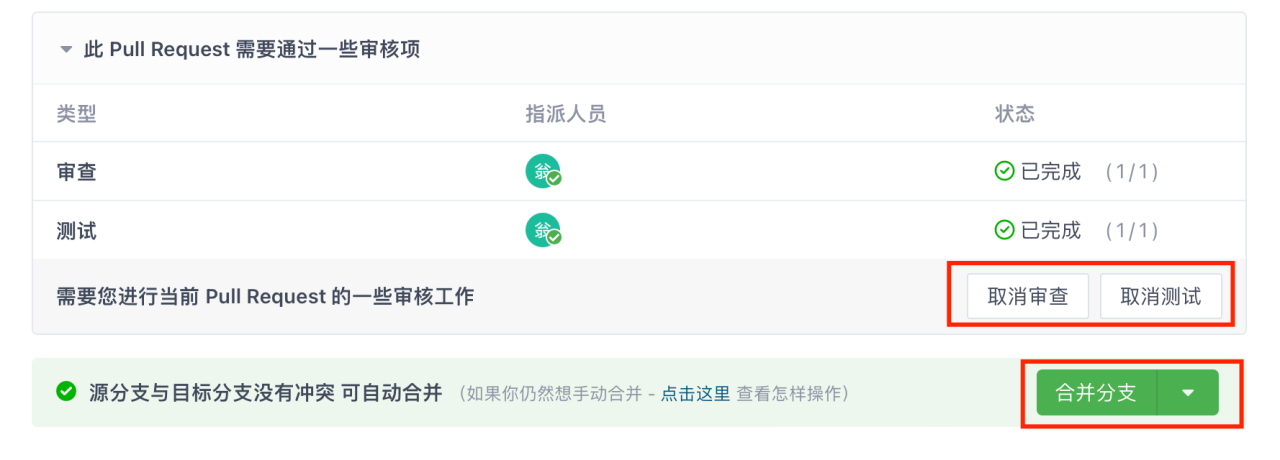 此 Pull Request 需要通过一些审核项
类型 指派人员 状态
审查 翁 已完成 (1/1)
测试 翁 已完成 (1/1)
需要您进行当前 Pull Request 的一些审核工作 取消审查 取消测试
源分支与目标分支没有冲突 可自动合并 (如果你仍然想手动合并 - 点击这里 查看怎样操作) 合并分支